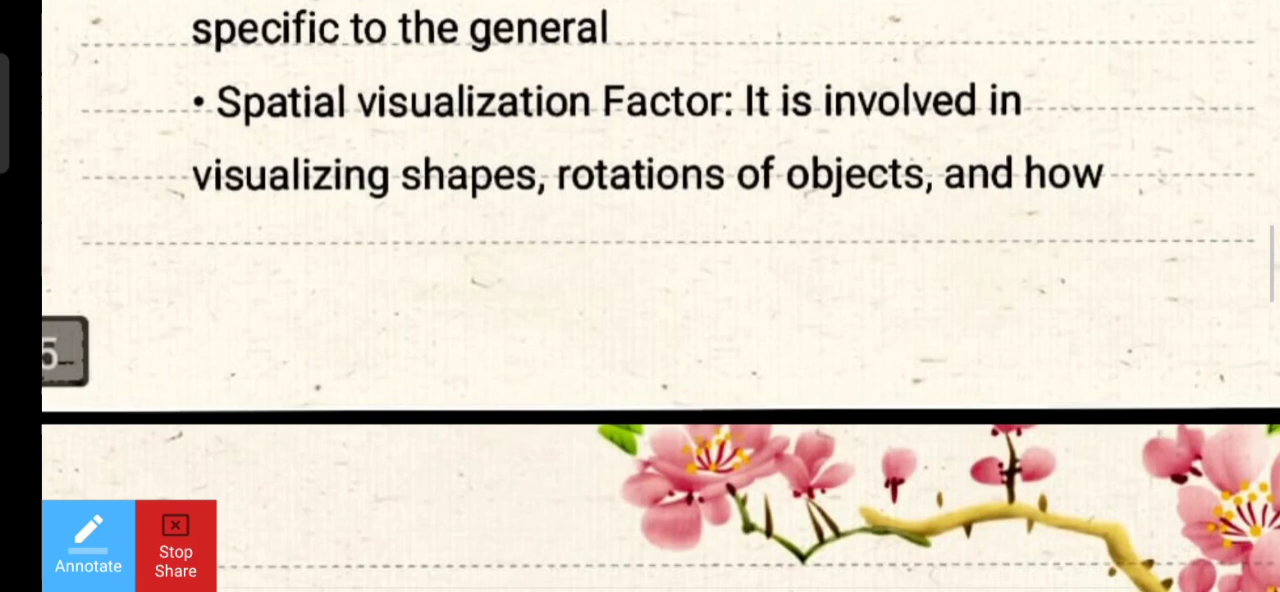 specific to the general
• Spatial visualization Factor: It is involved in
visualizing shapes, rotations of objects, and how
5
Annotate
Stop
Share